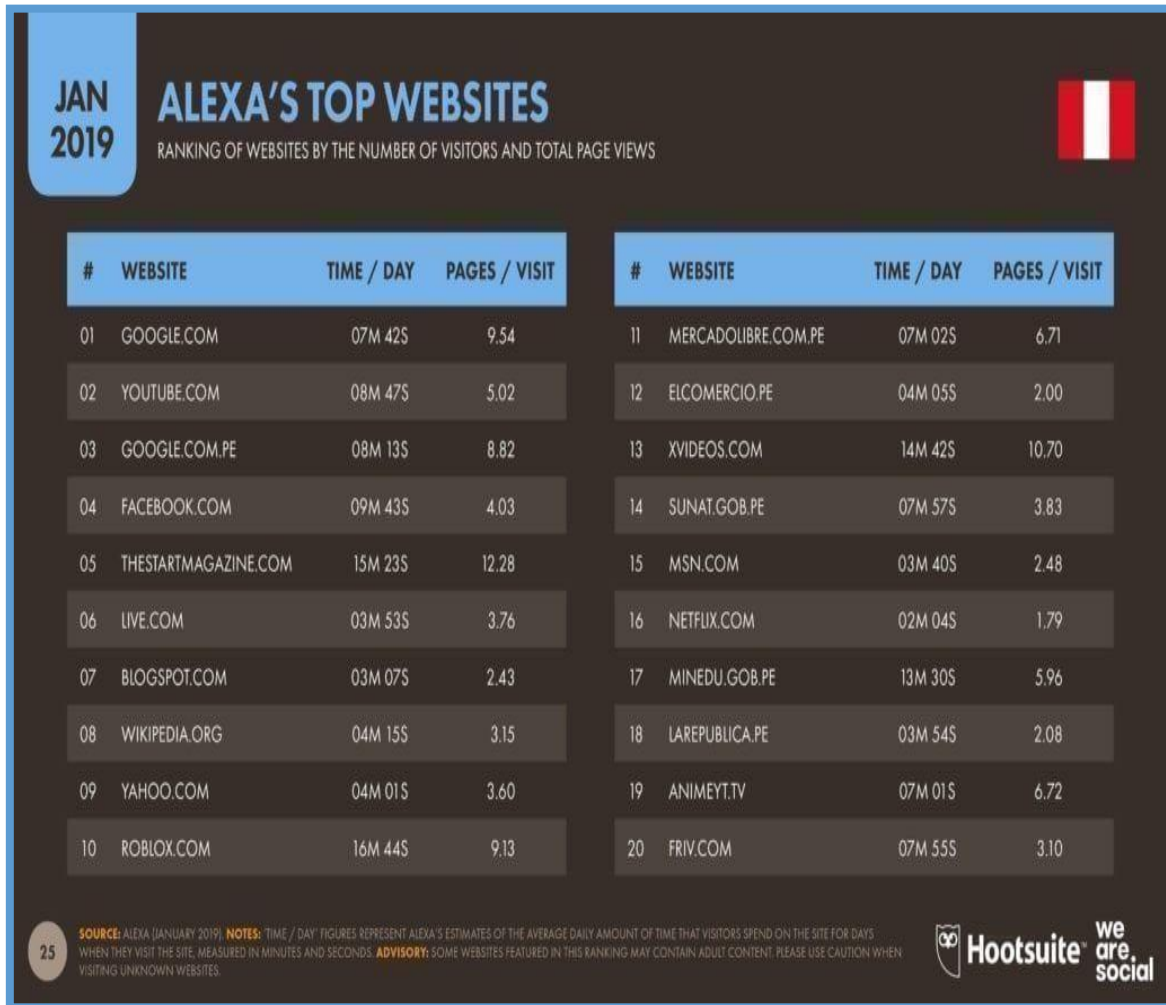 JAN
2019
ALEXA'S TOP WEBSITES
RANKING OF WEBSITES BY THE NUMBER OF VISITORS AND TOTAL PAGE VIEWS
# WEBSITE TIME / DAY PAGES / VISIT
01 GOOGLE.COM 07M 42S 9.54
02 YOUTUBE.COM 08M 47S 5.02
03 GOOGLE.COM.PE 08M 13S 8.82
04 FACEBOOK.COM 09M 43S 4.03
05 THESTARTMAGAZINE.COM 15M 23S 12.28
06 LIVE.COM 03M 53S 3.76
07 BLOGSPOT.COM 03M 07S 2.43
08 WIKIPEDIA.ORG 04M 15S 3.15
09 YAHOO.COM 04M 01S 3.60
10 ROBLOX.COM 16M 44S 9.13
# WEBSITE TIME / DAY PAGES / VISIT
11 MERCADOLIBRE.COM.PE 07M 02S 6.71
12 ELCOMERCIO.PE 04M 05S 2.00
13 XVIDEOS.COM 14M 42S 10.70
14 SUNAT.GOB.PE 07M 57S 3.83
15 MSN.COM 03M 40S 2.48
16 NETFLIX.COM 02M 04S 1.79
17 MINEDU.GOB.PE 13M 30S 5.96
18 LAREPUBLICA.PE 03M 54S 2.08
19 ANIMEYT.TV 07M 01S 6.72
20 FRIV.COM 07M 55S 3.10
25
SOURCE: ALEXA (JANUARY 2019). NOTES: 'TIME / DAY' FIGURES REPRESENT ALEXA'S ESTIMATES OF THE AVERAGE DAILY AMOUNT OF TIME THAT VISITORS SPEND ON THE SITE FOR DAYS
WHEN THEY VISIT THE SITE, MEASURED IN MINUTES AND SECONDS. ADVISORY: SOME WEBSITES FEATURED IN THIS RANKING MAY CONTAIN ADULT CONTENT. PLEASE USE CAUTION WHEN
VISITING UNKNOWN WEBSITES.
Hootsuite™
we
are.
social